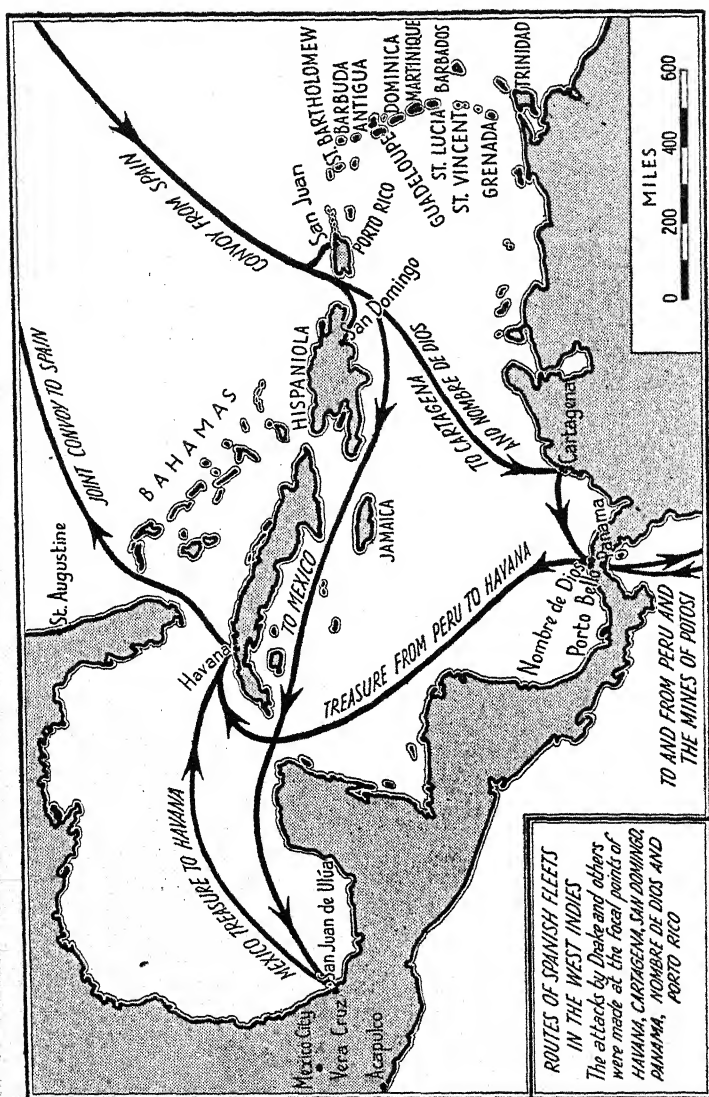 CONVOY FROM SPAIN
JOINT CONVOY TO SPAIN
St. Augustine
BAHAMAS
Havana
San Juan
PORTO RICO
ST. BARTHOLOMEW
BARBUDA
ANTIGUA
GUADELOUPE
DOMINICA
MARTINIQUE
ST. LUCIA
BARBADOS
ST. VINCENT
GRENADA
TRINIDAD
HISPANIOLA
San Domingo
JAMAICA
TO MEXICO
TO CARTAGENA
AND NOMBRE DE DIOS
Cartagena
TREASURE FROM PERU TO HAVANA
MEXICO TREASURE TO HAVANA
San Juan de Ulúa
Mexico City
Vera Cruz
Acapulco
Nombre de Dios
Porto Bello
Panama
TO AND FROM PERU AND
THE MINES OF POTOSI
MILES
0 200 400 600
ROUTES OF SPANISH FLEETS
IN THE WEST INDIES
The attacks by Drake and others
were made at the focal points of
HAVANA, CARTAGENA, SAN DOMINGO,
PANAMA, NOMBRE DE DIOS AND
PORTO RICO